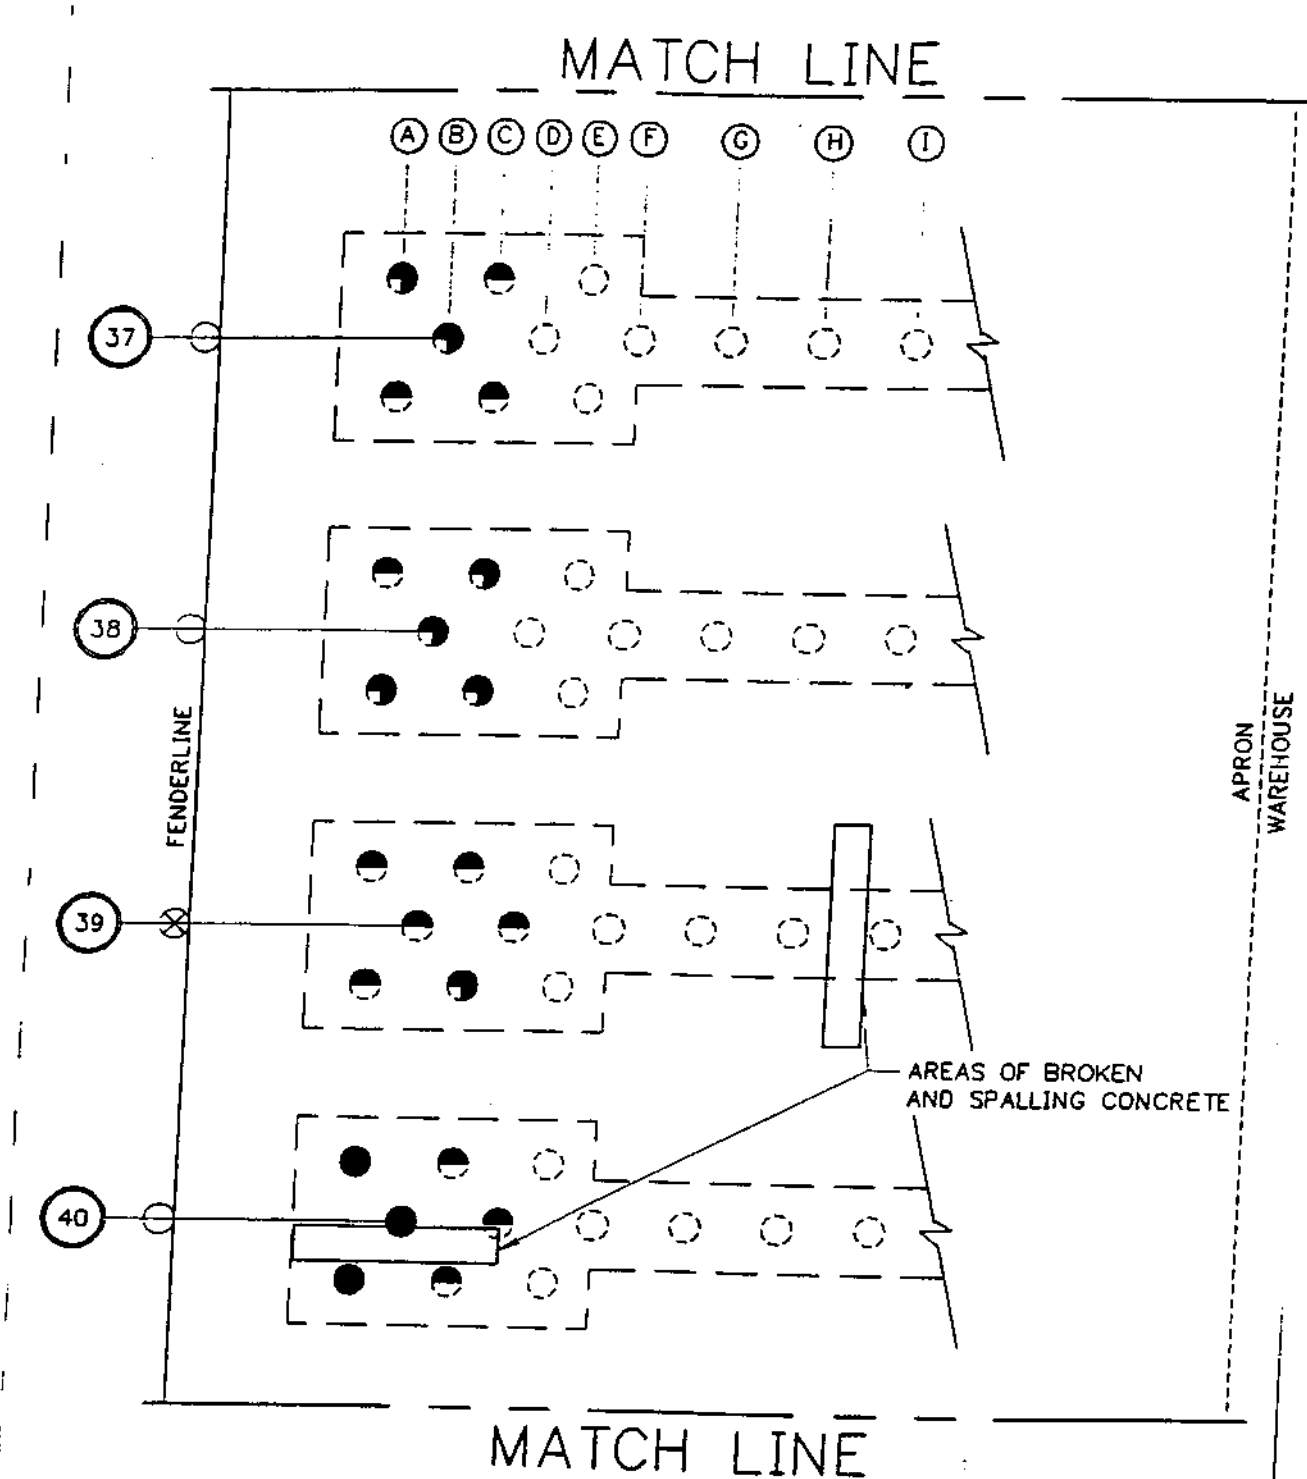 MATCH LINE
A B C D E F G H I
37
38
FENDERLINE
APRON
WAREHOUSE
39
AREAS OF BROKEN
AND SPALLING CONCRETE
40
MATCH LINE